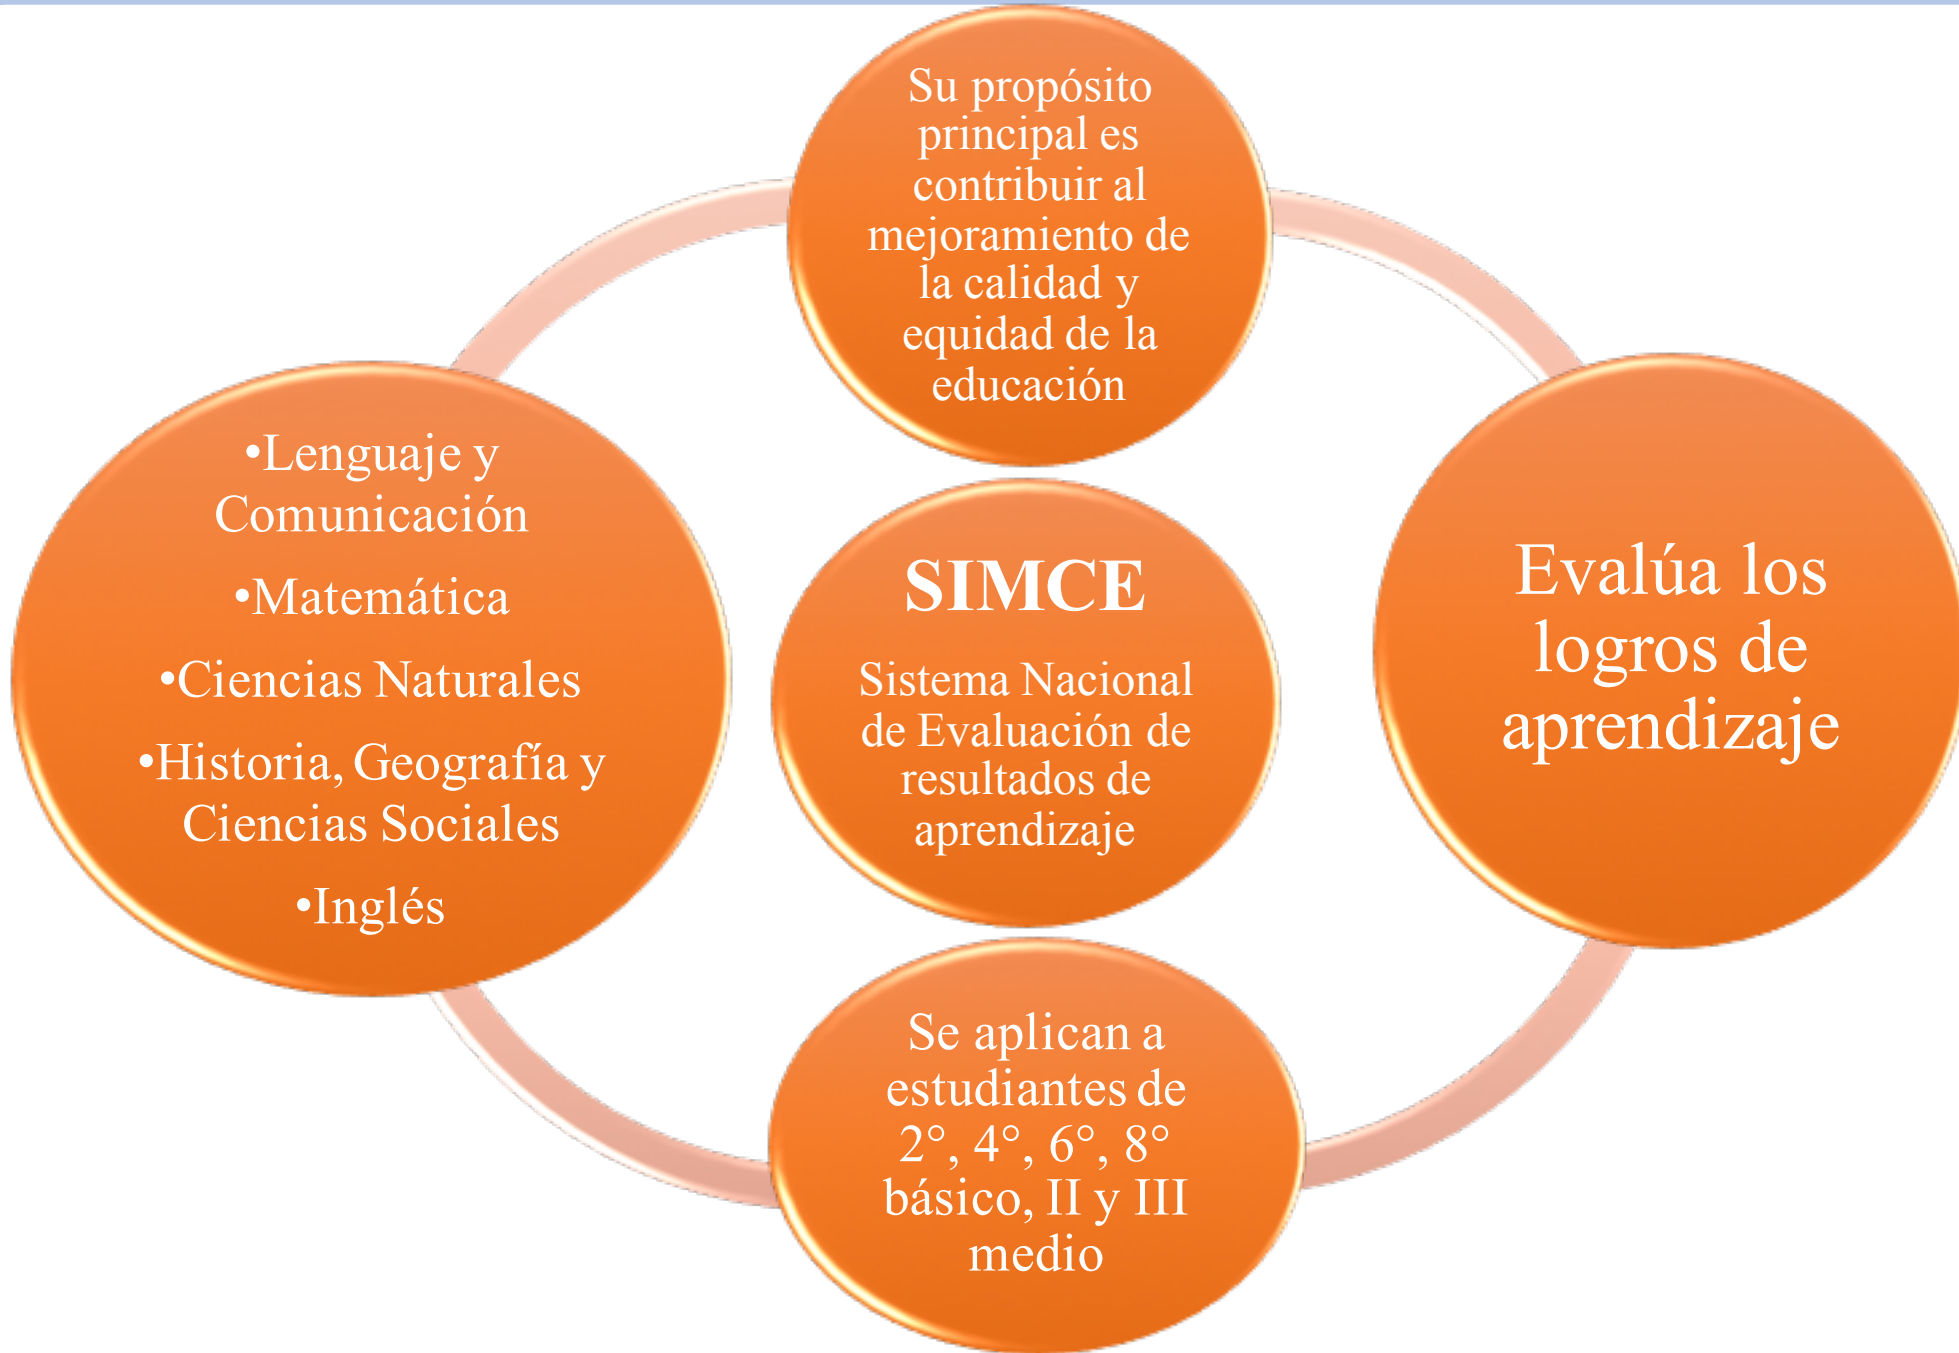 Su propósito
principal es
contribuir al
mejoramiento de
la calidad y
equidad de la
educación
•Lenguaje y
Comunicación
•Matemática
•Ciencias Naturales
•Historia, Geografía y
Ciencias Sociales
•Inglés
SIMCE
Sistema Nacional
de Evaluación de
resultados de
aprendizaje
Evalúa los
logros de
aprendizaje
Se aplican a
estudiantes de
2°, 4°, 6°, 8°
básico, II y III
medio